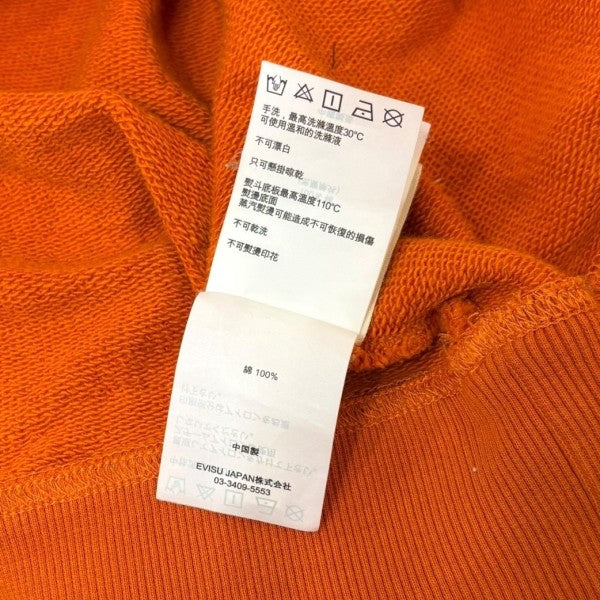 手洗，最高洗滌溫度30℃
可使用溫和的洗滌液
不可漂白
只可懸掛晾乾
熨斗底板最高溫度110℃
熨燙底面
蒸汽熨燙可能造成不可恢復的損傷
不可乾洗
不可熨燙印花
綿 100%
中国製
EVISU JAPAN株式会社
03-3409-5553